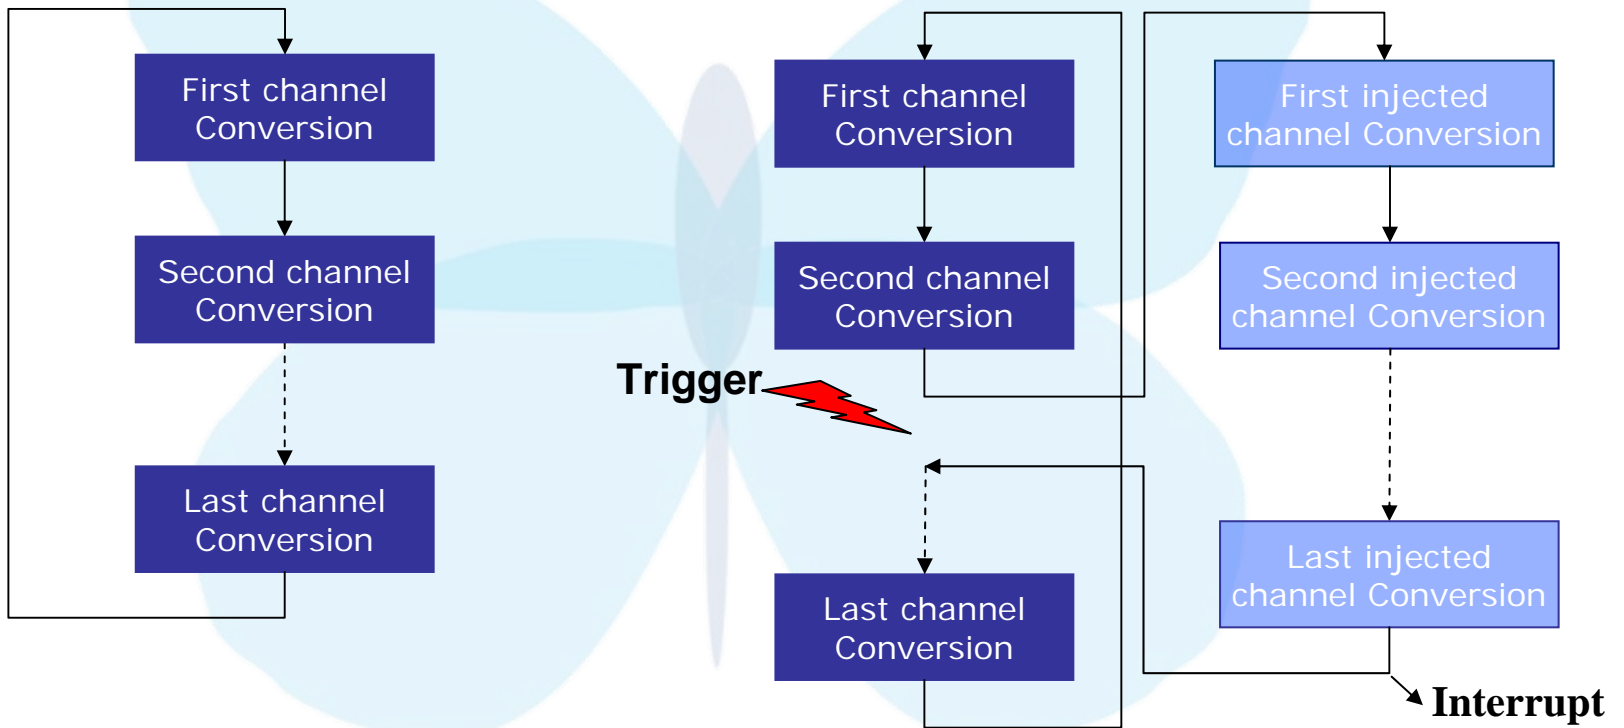 First channel
Conversion
Second channel
Conversion
Last channel
Conversion
First channel
Conversion
Second channel
Conversion
Trigger
Last channel
Conversion
First injected
channel Conversion
Second injected
channel Conversion
Last injected
channel Conversion
Interrupt